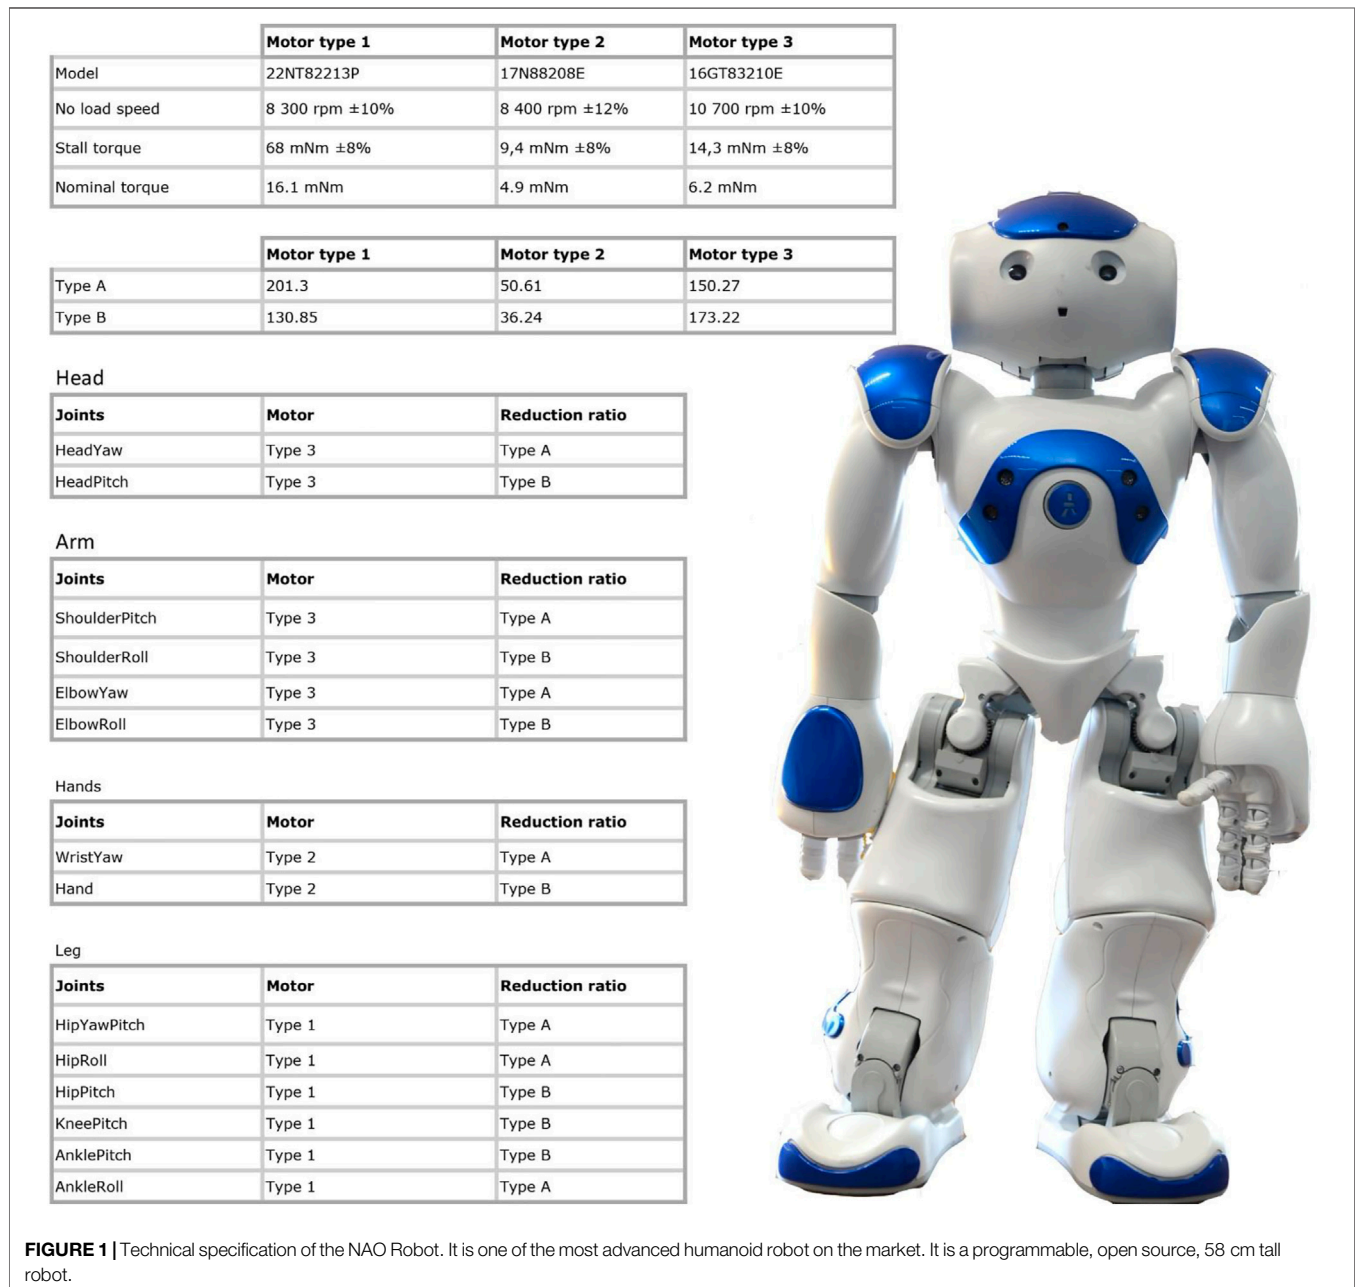 Motor type 1 Motor type 2 Motor type 3
Model 22NT82213P 17N88208E 16GT83210E
No load speed 8 300 rpm ±10% 8 400 rpm ±12% 10 700 rpm ±10%
Stall torque 68 mNm ±8% 9,4 mNm ±8% 14,3 mNm ±8%
Nominal torque 16.1 mNm 4.9 mNm 6.2 mNm
Motor type 1 Motor type 2 Motor type 3
Type A 201.3 50.61 150.27
Type B 130.85 36.24 173.22
Head
Joints Motor Reduction ratio
HeadYaw Type 3 Type A
HeadPitch Type 3 Type B
Arm
Joints Motor Reduction ratio
ShoulderPitch Type 3 Type A
ShoulderRoll Type 3 Type B
ElbowYaw Type 3 Type A
ElbowRoll Type 3 Type B
Hands
Joints Motor Reduction ratio
WristYaw Type 2 Type A
Hand Type 2 Type B
Leg
Joints Motor Reduction ratio
HipYawPitch Type 1 Type A
HipRoll Type 1 Type A
HipPitch Type 1 Type B
KneePitch Type 1 Type B
AnklePitch Type 1 Type B
AnkleRoll Type 1 Type A
FIGURE 1 | Technical specification of the NAO Robot. It is one of the most advanced humanoid robot on the market. It is a programmable, open source, 58 cm tall
robot.